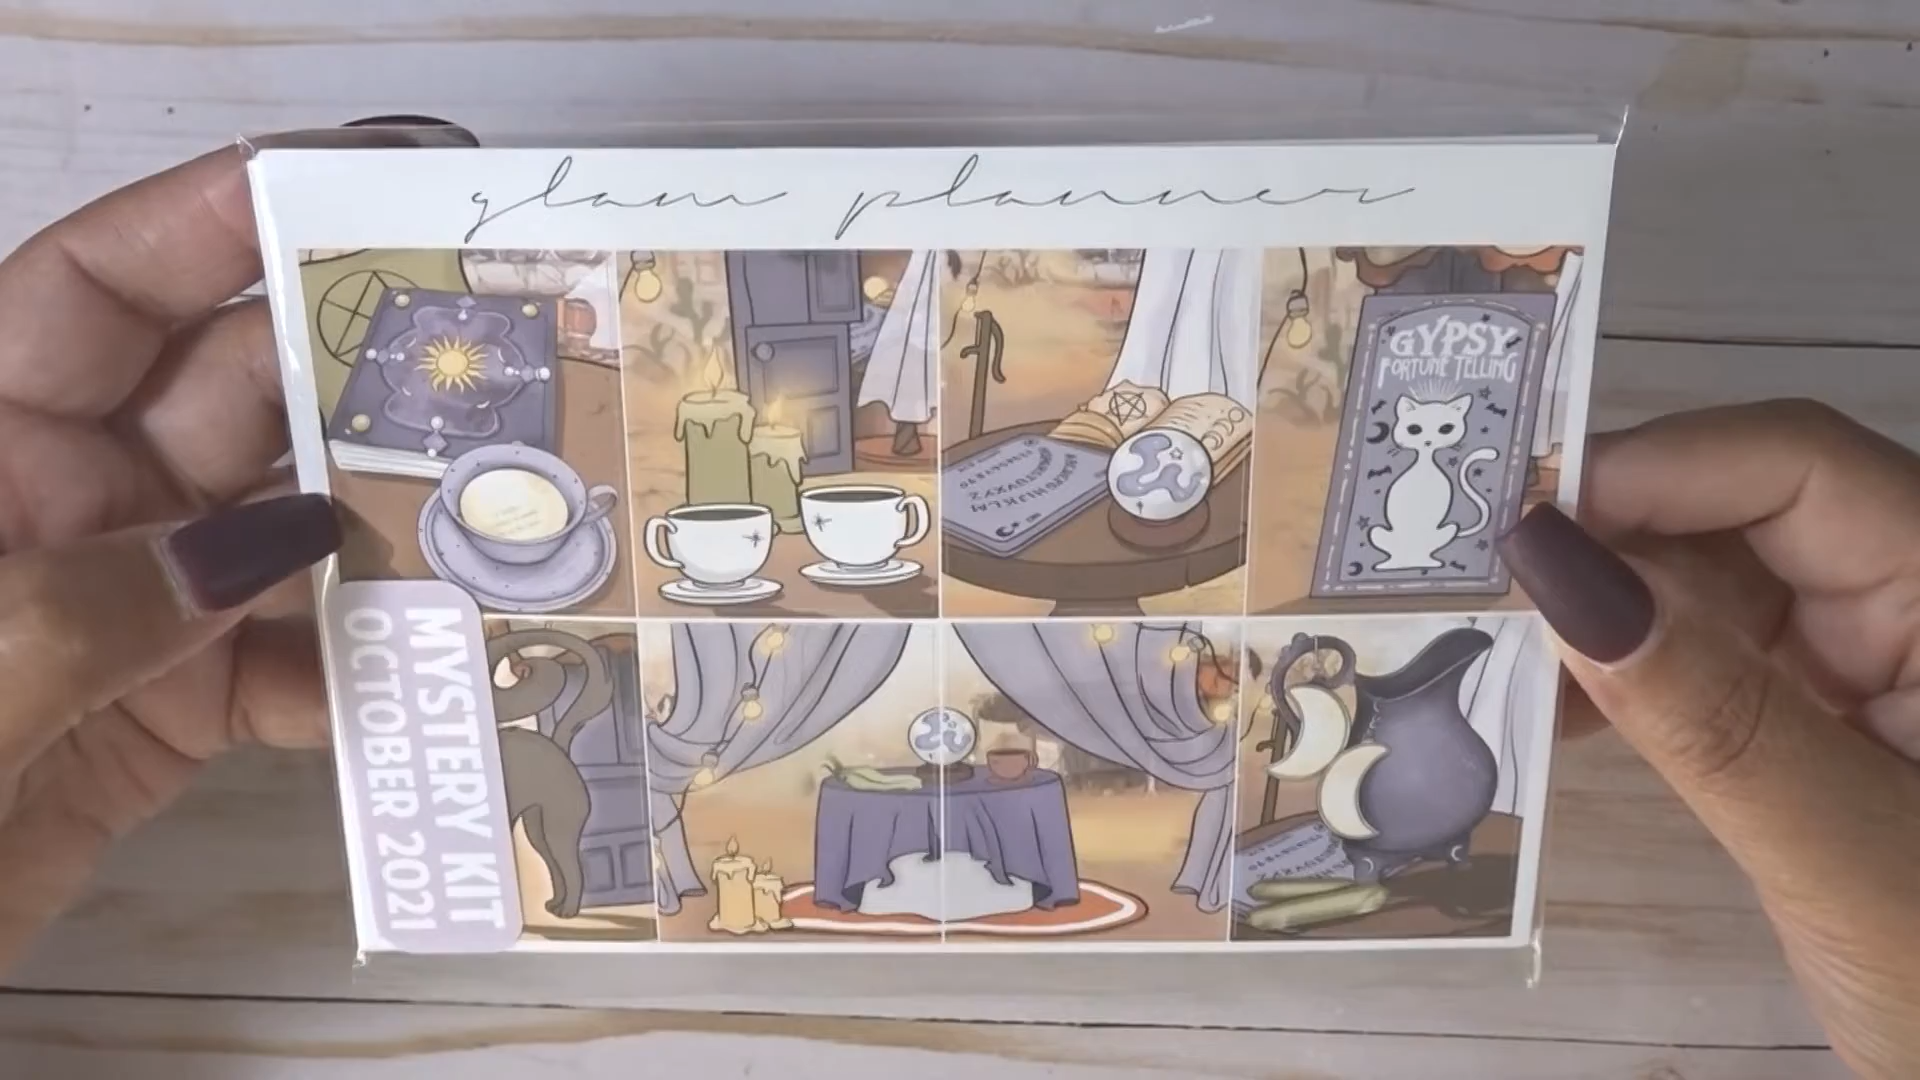 glam planner
GYPSY
FORTUNE TELLING
MYSTERY KIT
OCTOBER 2021